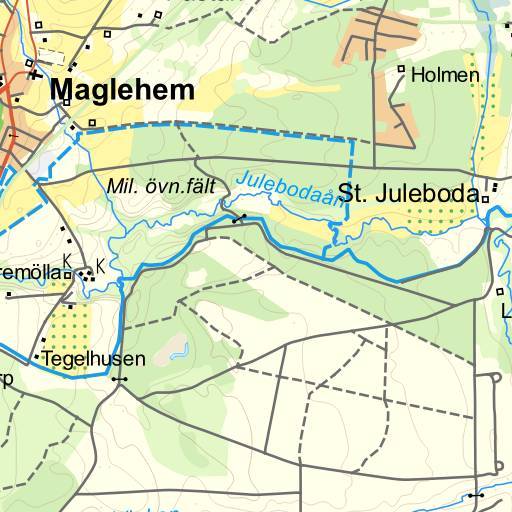 Holmen
Maglehem
Mil. övn.fält
Julebodaån
St. Juleboda
K
K
Tegelhusen